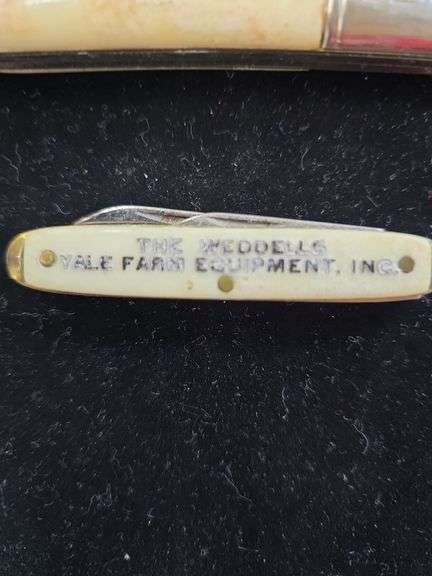 THE WEDDELLS
YALE FARM EQUIPMENT, INC.